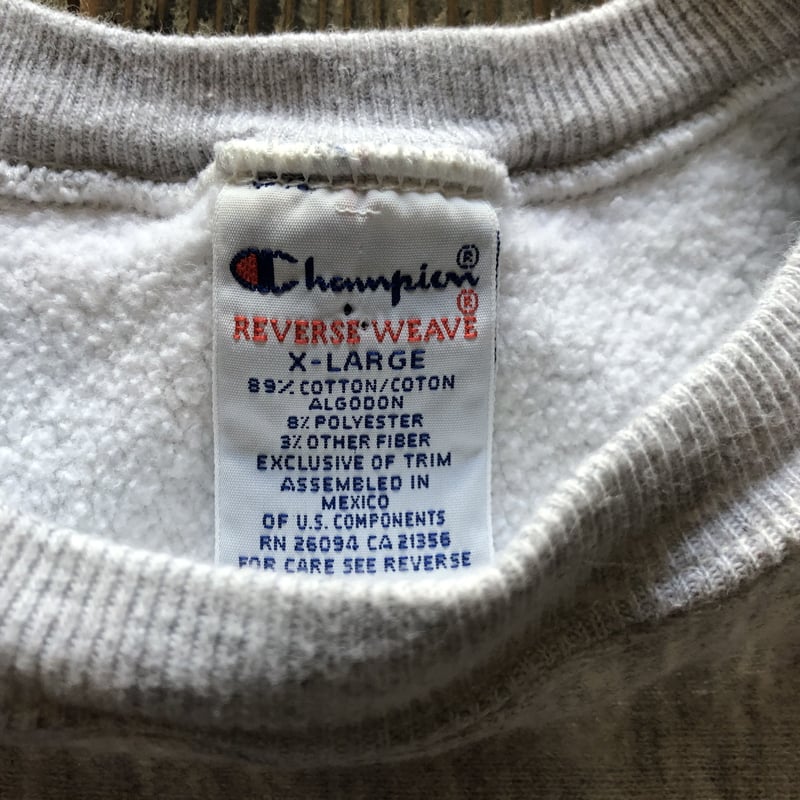 Champion®
REVERSE WEAVE®
X-LARGE
89% COTTON/COTON
ALGODON
8% POLYESTER
3% OTHER FIBER
EXCLUSIVE OF TRIM
ASSEMBLED IN
MEXICO
OF U.S. COMPONENTS
RN 26094 CA 21356
FOR CARE SEE REVERSE